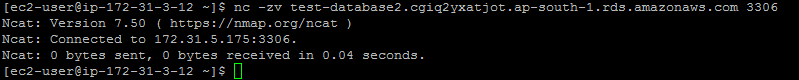 [ec2-user@ip-172-31-3-12 ~]$ nc -zv test-database2.cgiq2yxatjot.ap-south-1.rds.amazonaws.com 3306
Ncat: Version 7.50 ( https://nmap.org/ncat )
Ncat: Connected to 172.31.5.175:3306.
Ncat: 0 bytes sent, 0 bytes received in 0.04 seconds.
[ec2-user@ip-172-31-3-12 ~]$